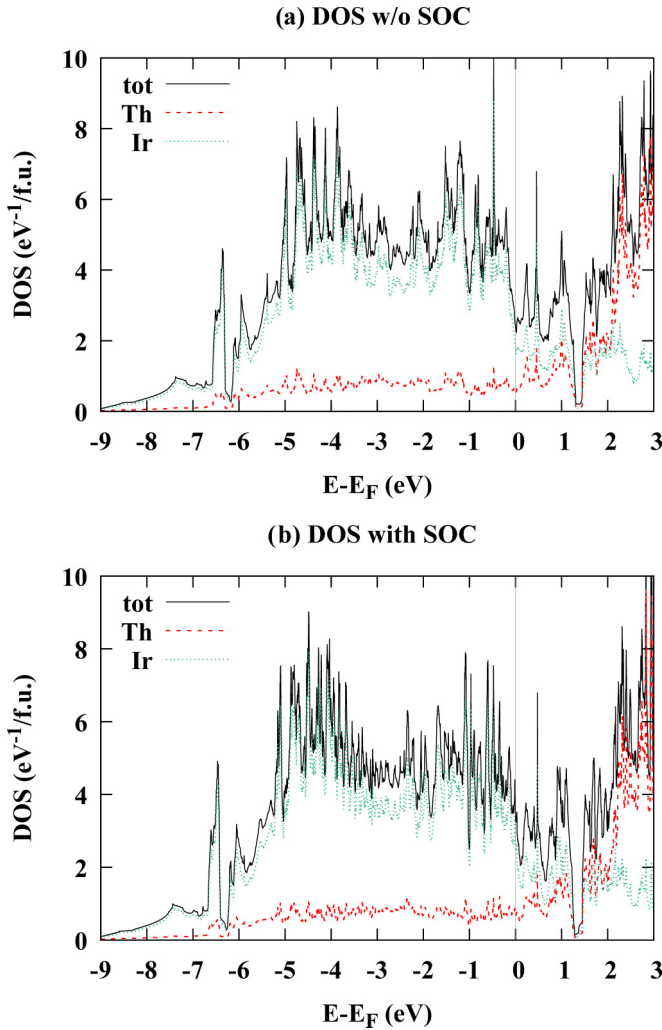 (a) DOS w/o SOC
DOS (eV-1/f.u.)
10
8
6
4
2
0
tot
Th
Ir
-9 -8 -7 -6 -5 -4 -3 -2 -1 0 1 2 3
E-EF (eV)
(b) DOS with SOC
DOS (eV-1/f.u.)
10
8
6
4
2
0
tot
Th
Ir
-9 -8 -7 -6 -5 -4 -3 -2 -1 0 1 2 3
E-EF (eV)